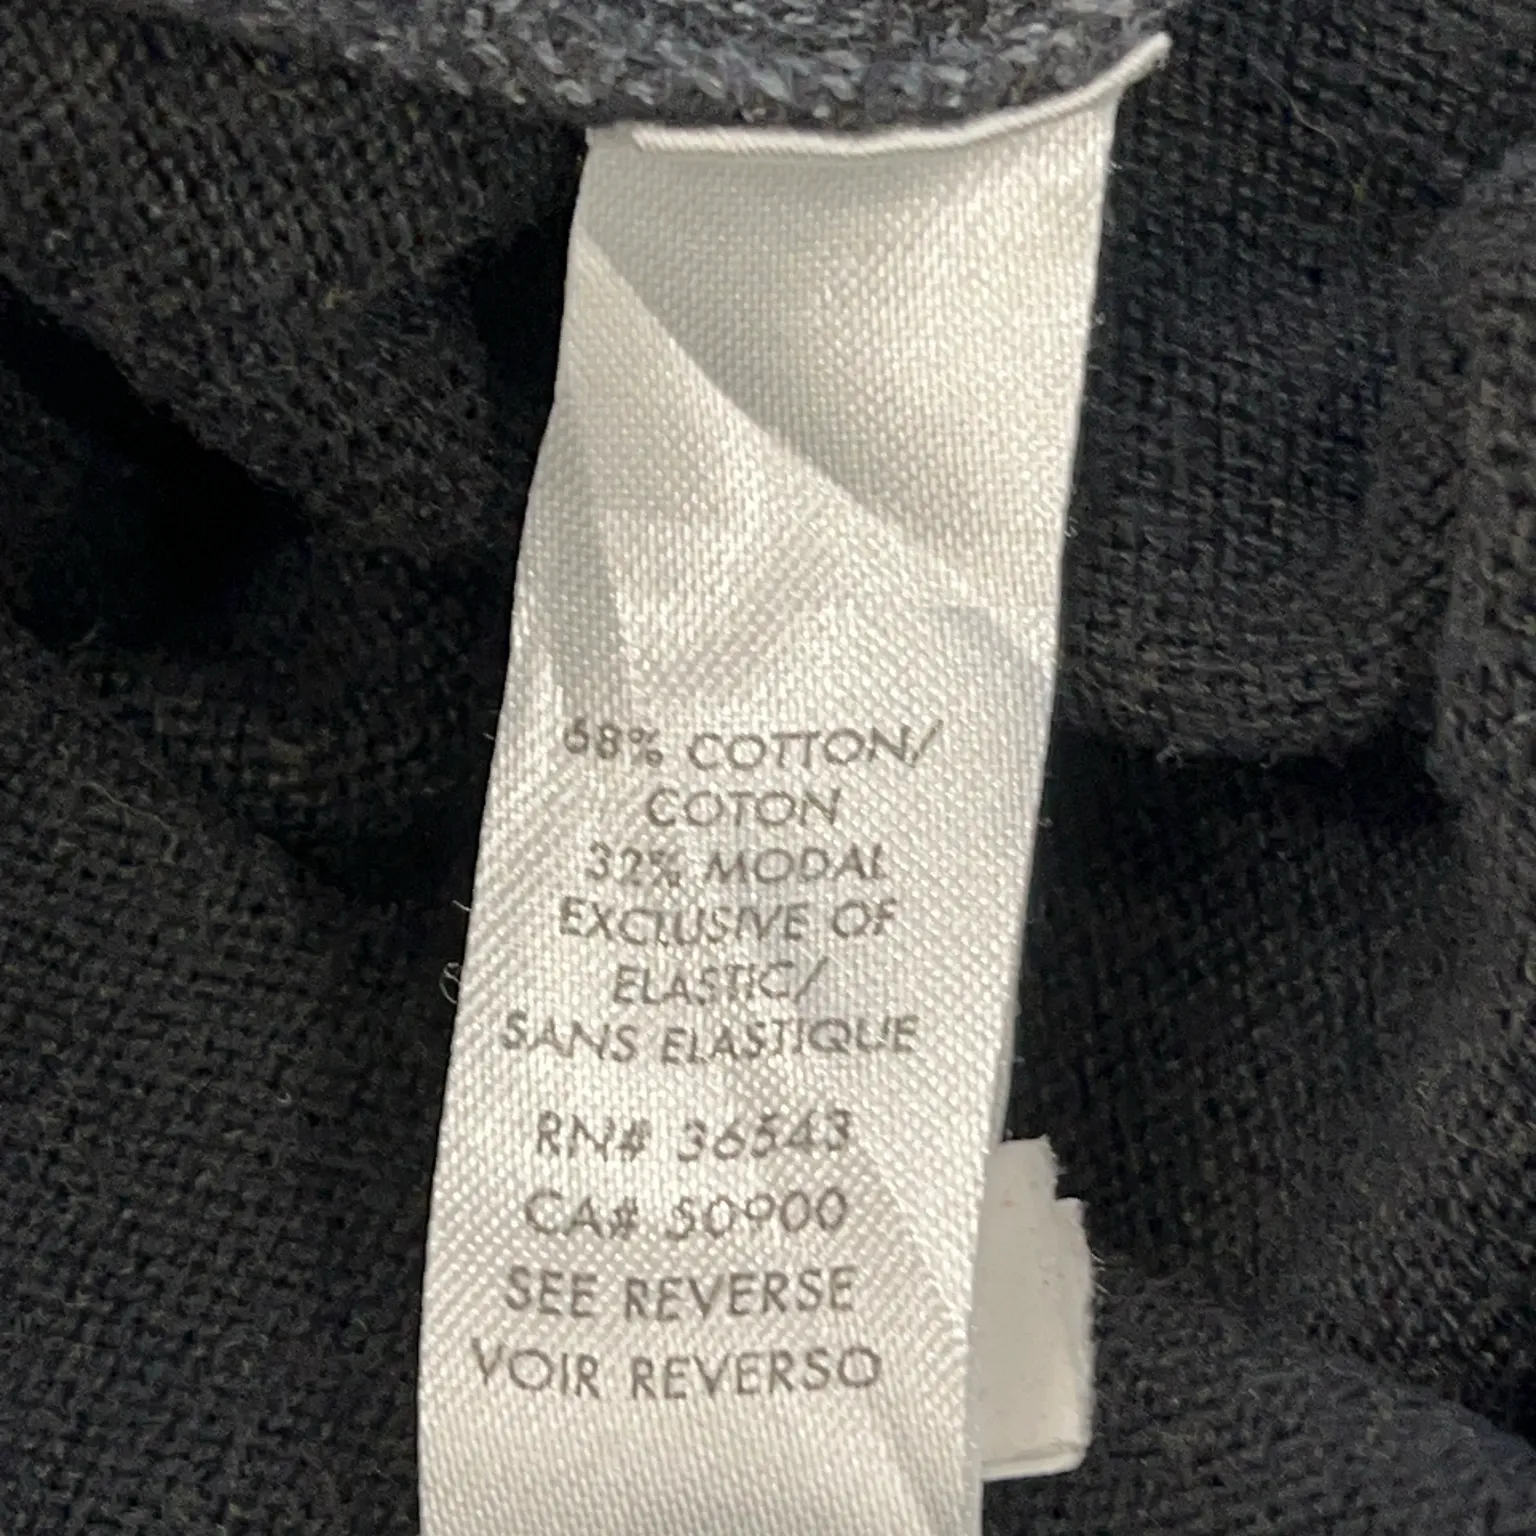 68% COTTON/
COTON
32% MODAL
EXCLUSIVE OF
ELASTIC/
SANS ELASTIQUE
RN# 36543
CA# 50900
SEE REVERSE
VOIR REVERSO